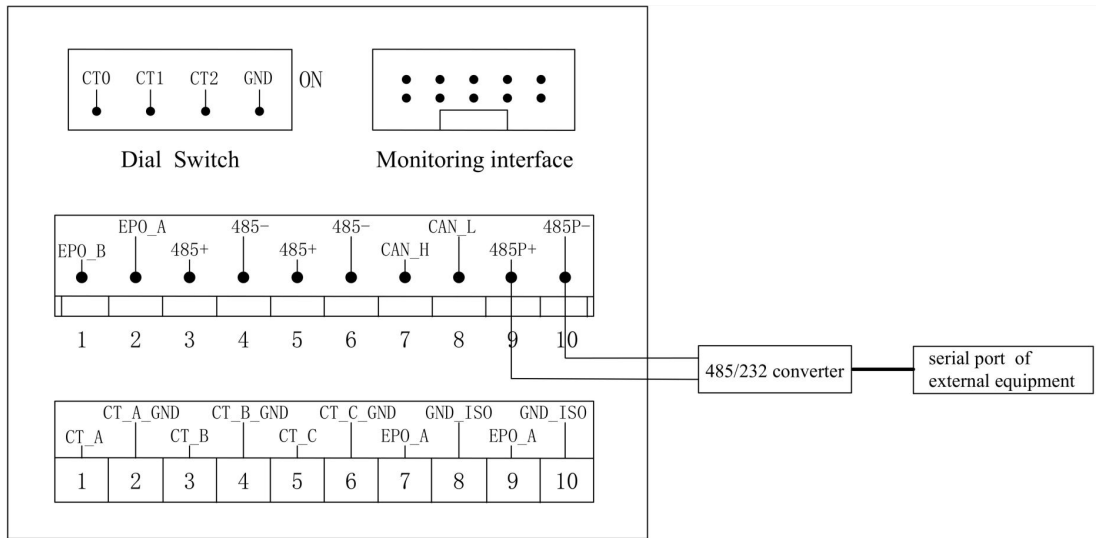 CT0 CT1 CT2 GND ON
Dial Switch
Monitoring interface
EPO_A 485- 485- CAN_L 485P-
EPO_B 485+ 485+ CAN_H 485P+
1 2 3 4 5 6 7 8 9 10
485/232 converter
serial port of
external equipment
CT_A_GND CT_B_GND CT_C_GND GND_ISO GND_ISO
CT_A CT_B CT_C EPO_A EPO_A
1 2 3 4 5 6 7 8 9 10